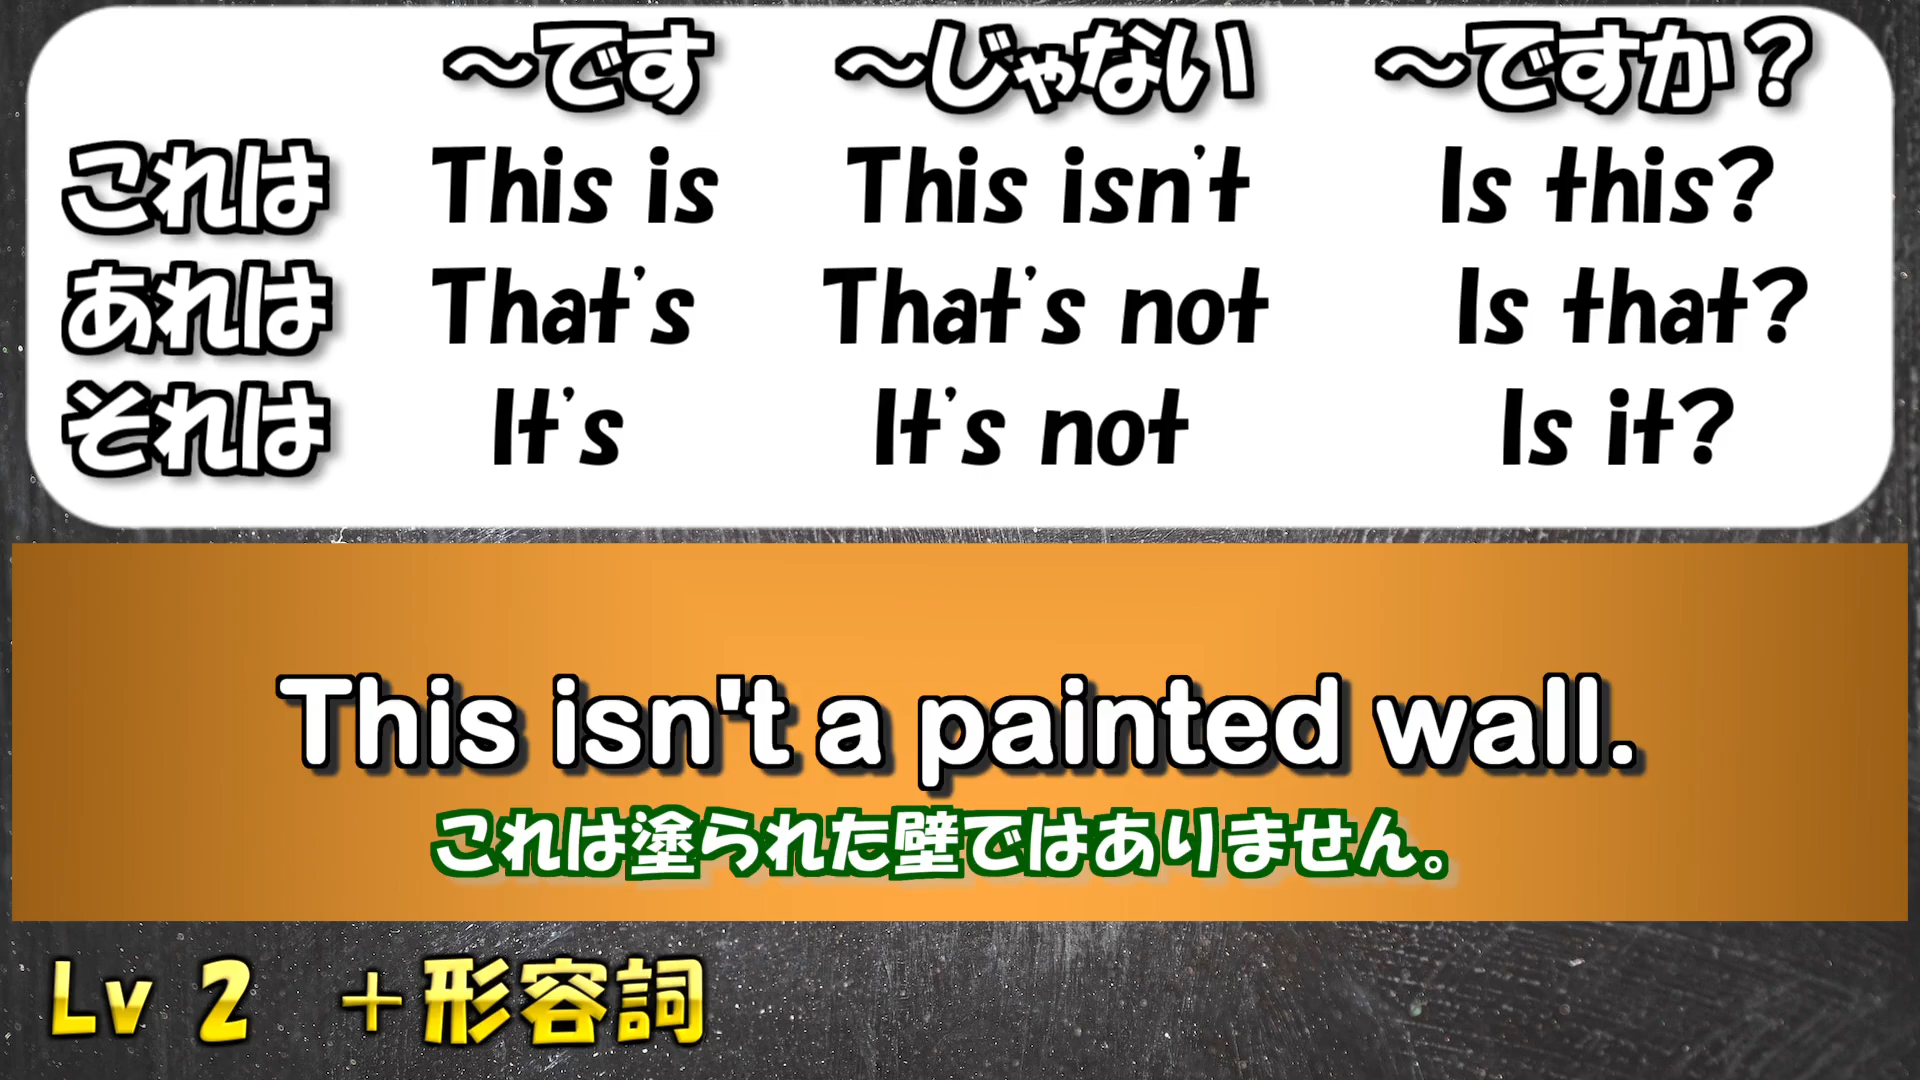 ～です ～じゃない ～ですか？
これは This is This isn't Is this?
あれは That's That's not Is that?
それは It's It's not Is it?
This isn't a painted wall.
これは塗られた壁ではありません。
Lv 2 ＋形容詞